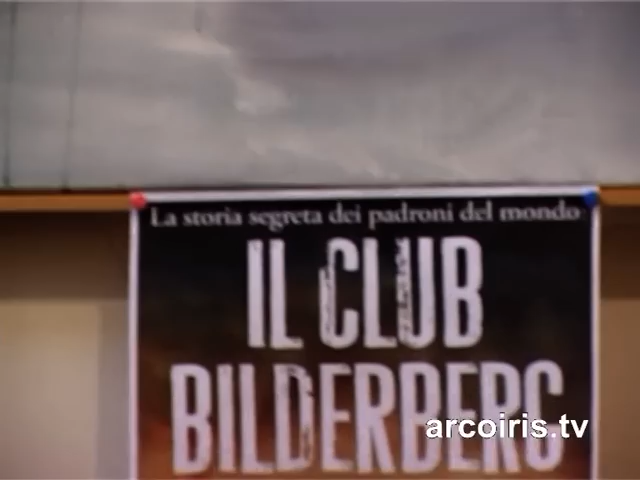 La storia segreta dei padroni del mondo
IL CLUB
BILDERBERG
arcoiris.tv